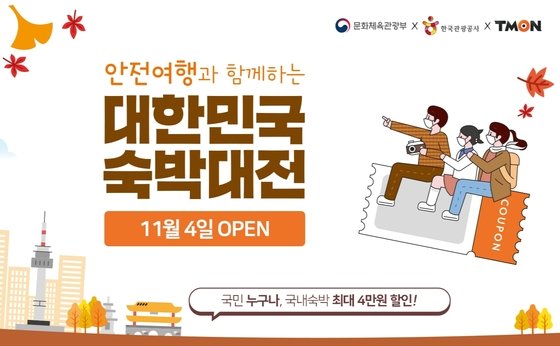 문화체육관광부 X 한국관광공사 X TMON
안전여행과 함께하는
대한민국
숙박대전
11월 4일 OPEN
COUPON
국민 누구나, 국내숙박 최대 4만원 할인!